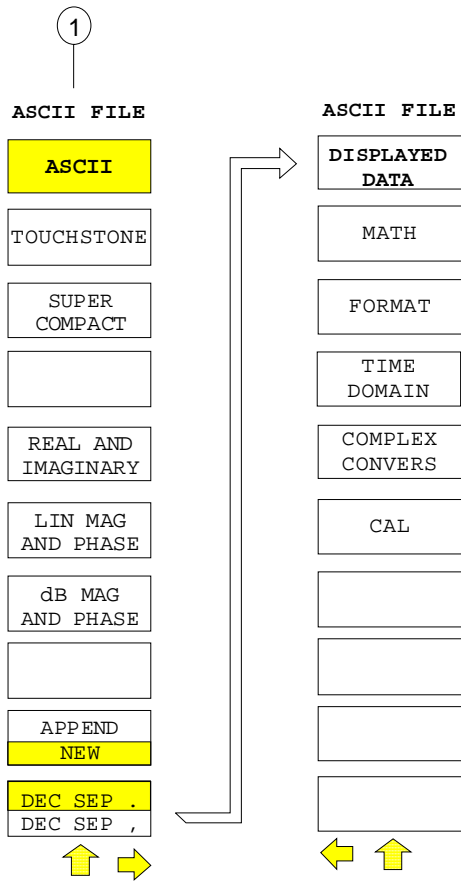 1
ASCII FILE
ASCII
TOUCHSTONE
SUPER
COMPACT
REAL AND
IMAGINARY
LIN MAG
AND PHASE
dB MAG
AND PHASE
APPEND
NEW
DEC SEP .
DEC SEP ,
ASCII FILE
DISPLAYED
DATA
MATH
FORMAT
TIME
DOMAIN
COMPLEX
CONVERS
CAL